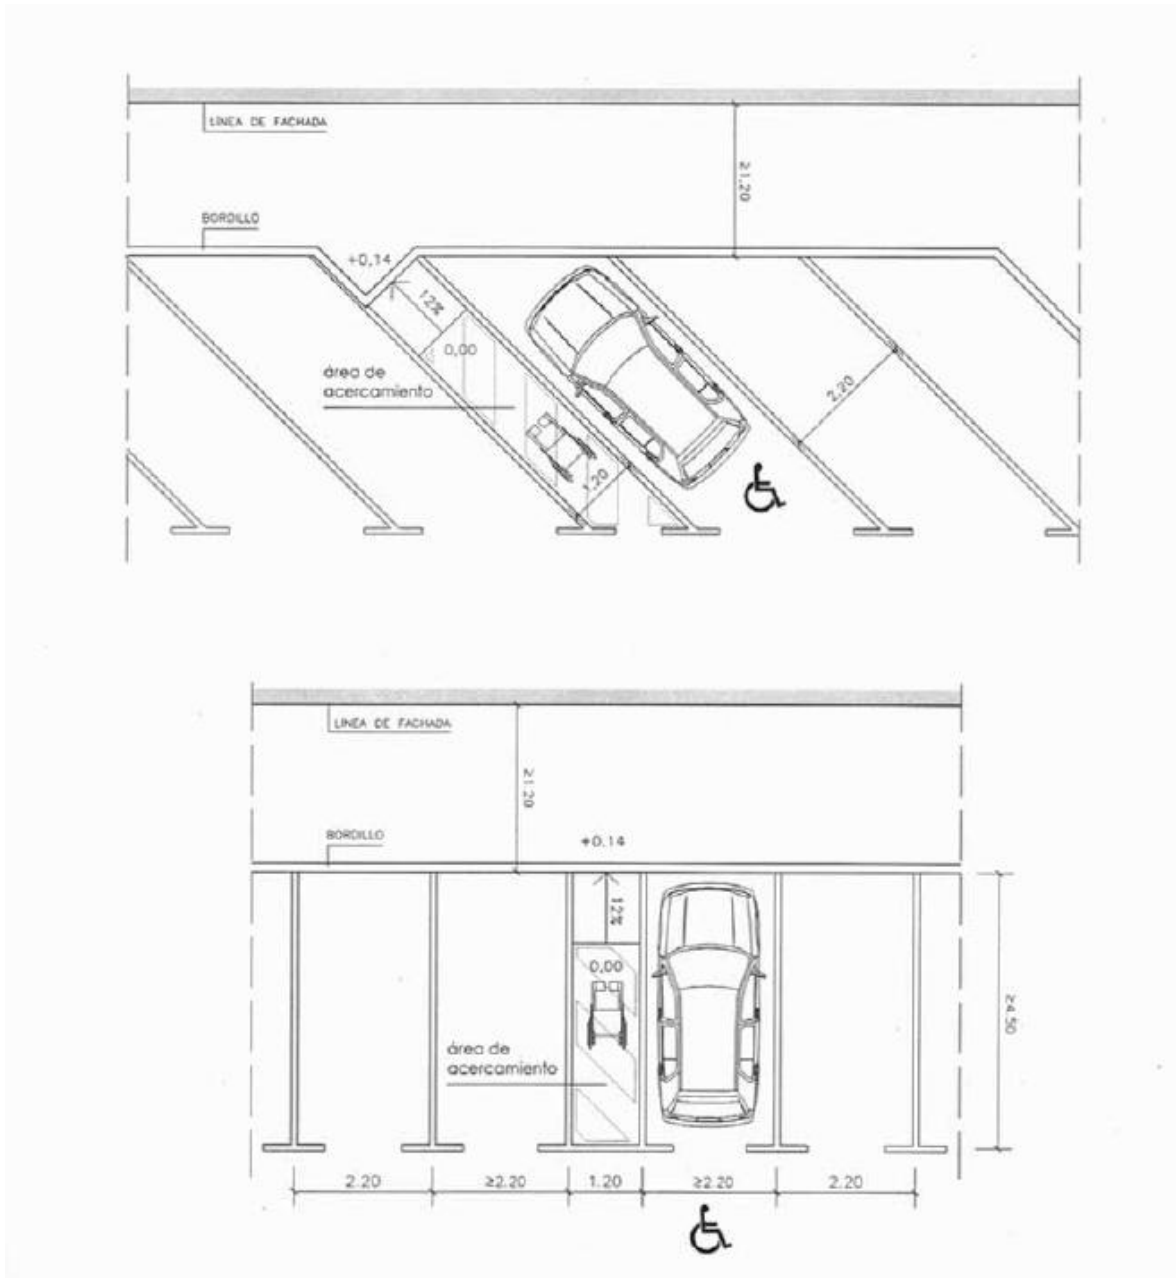 LÍNEA DE FACHADA
≥1.20
BORDILLO
+0,14
12%
0,00
área de
acercamiento
2.20
1.20
LINEA DE FACHADA
≥1.20
BORDILLO
+0.14
12%
0,00
≥4.50
área de
acercamiento
2.20
≥2.20
1.20
≥2.20
2.20